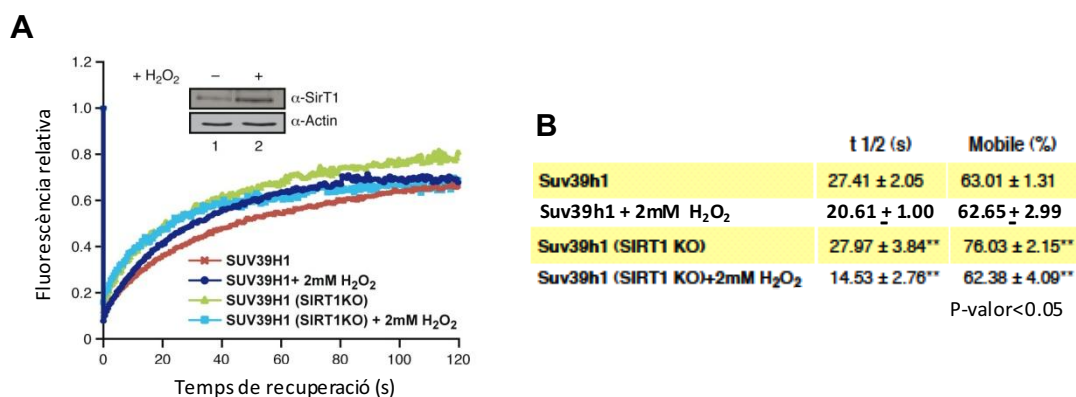 A
1.2
1.0
0.8
0.6
0.4
0.2
0
Fluorescència relativa
+ H₂O₂ − +
α-SirT1
α-Actin
1 2
SUV39H1
SUV39H1+ 2mM H₂O₂
SUV39H1 (SIRT1KO)
SUV39H1 (SIRT1KO) + 2mM H₂O₂
0 20 40 60 80 100 120
Temps de recuperació (s)
B
t 1/2 (s) Mobile (%)
Suv39h1 27.41 ± 2.05 63.01 ± 1.31
Suv39h1 + 2mM H₂O₂ 20.61 ± 1.00 62.65 ± 2.99
Suv39h1 (SIRT1 KO) 27.97 ± 3.84** 76.03 ± 2.15**
Suv39h1 (SIRT1 KO)+2mM H₂O₂ 14.53 ± 2.76** 62.38 ± 4.09**
P-valor<0.05